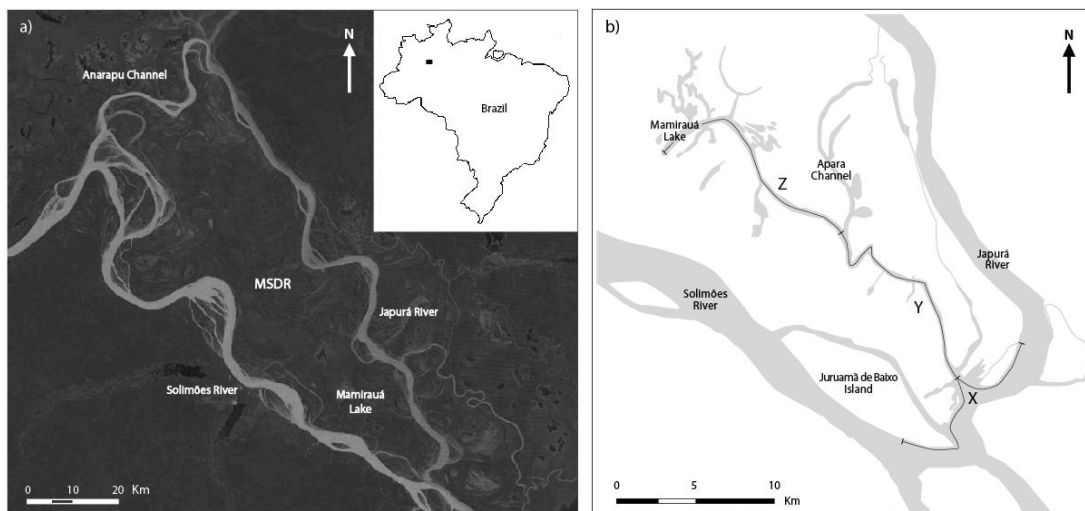 a)
N
Anarapu Channel
Brazil
MSDR
Japurá River
Solimões River
Mamirauá
Lake
0 10 20 Km
b)
N
Mamirauá
Lake
Apara
Channel
Z
Japurá
River
Solimões
River
Y
Juruamã de Baixo
Island
X
0 5 10
Km